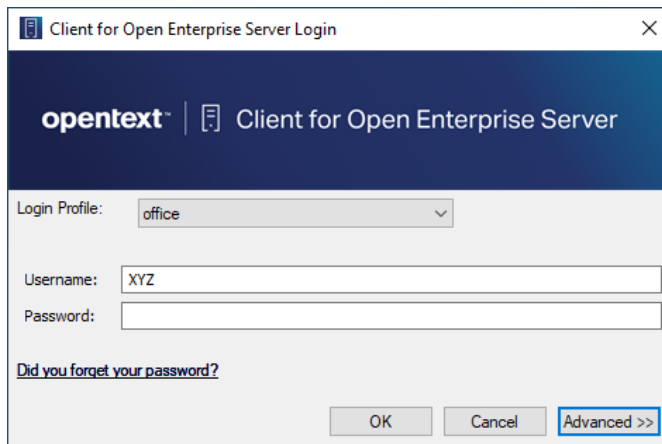 Client for Open Enterprise Server Login
opentext™ | Client for Open Enterprise Server
Login Profile: office
Username: XYZ
Password:
Did you forget your password?
OK Cancel Advanced >>